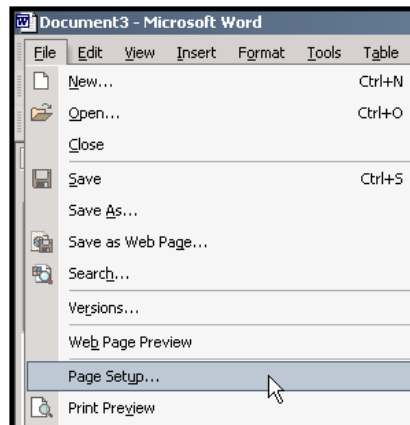 Document3 - Microsoft Word
File Edit View Insert Format Tools Table
New... Ctrl+N
Open... Ctrl+O
Close
Save Ctrl+S
Save As...
Save as Web Page...
Search...
Versions...
Web Page Preview
Page Setup...
Print Preview